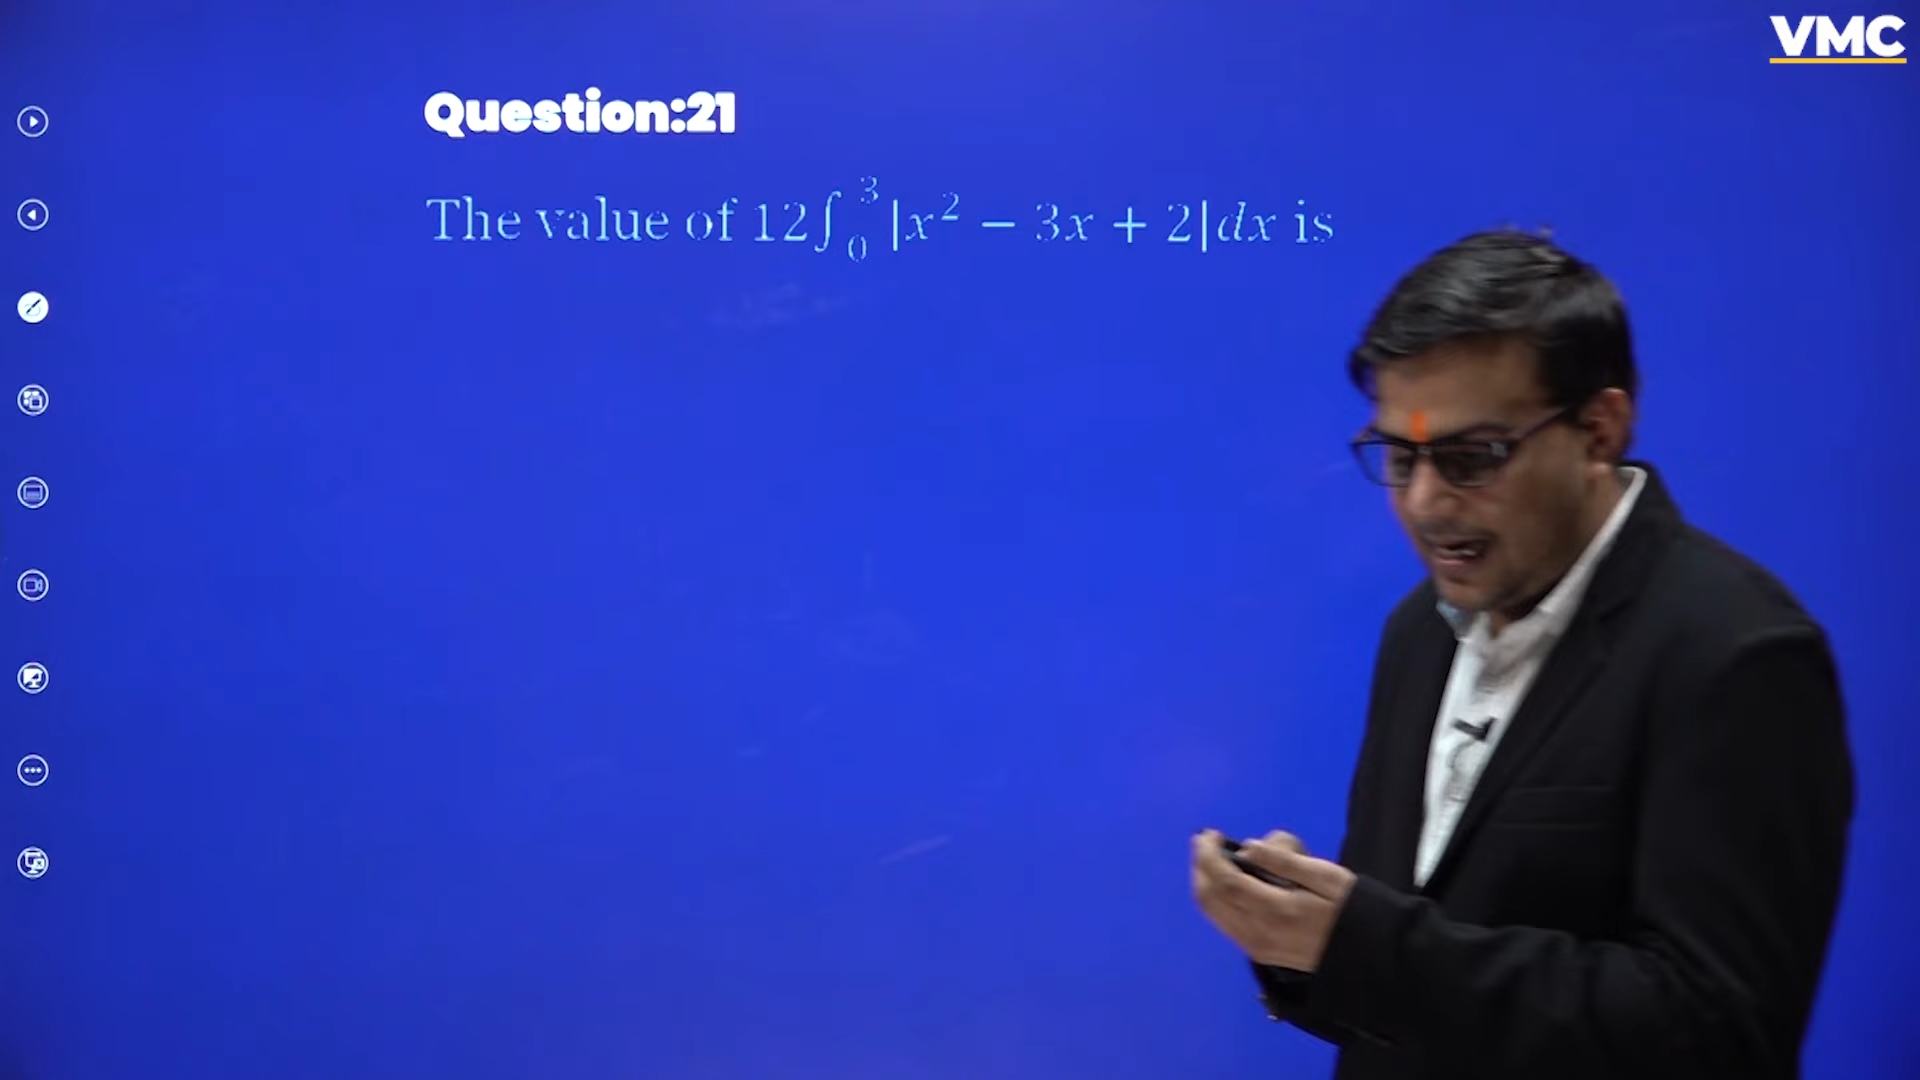 VMC
Question:21
The value of 12∫₀³ |x² − 3x + 2|dx is